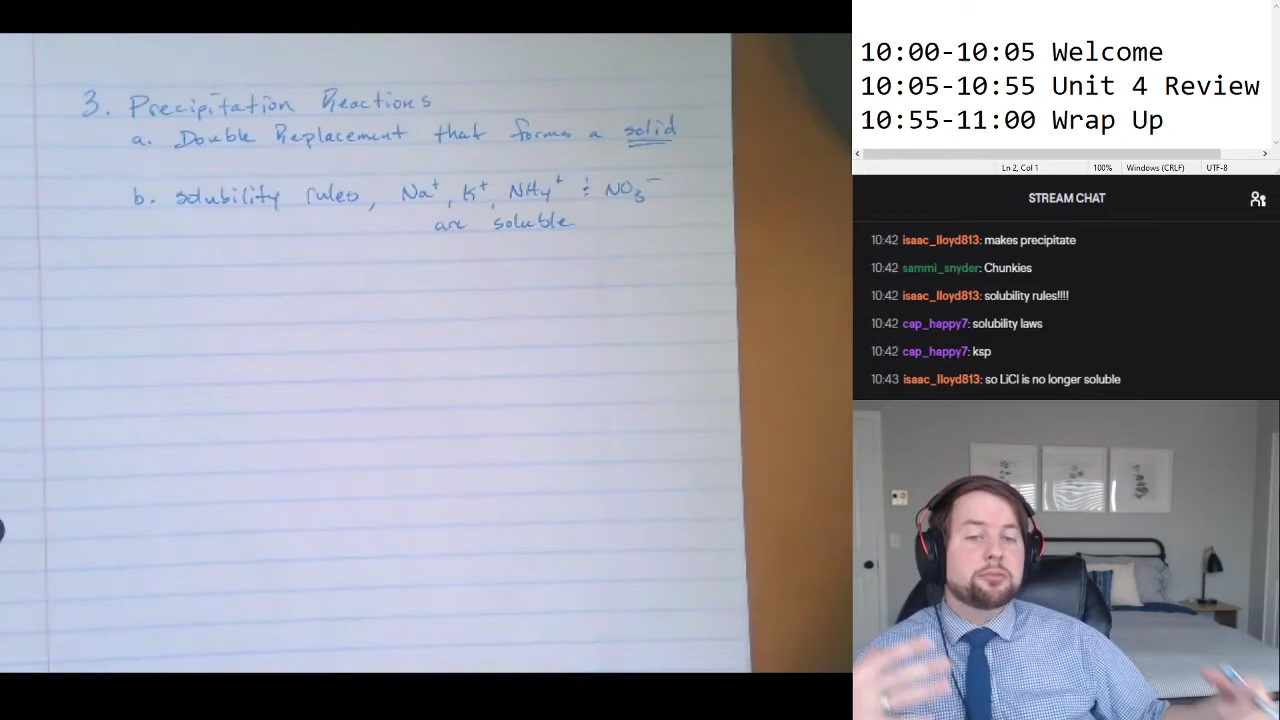 3. Precipitation Reactions
a. Double Replacement that forms a solid
b. solubility rules, Na⁺, K⁺, NH₄⁺ & NO₃⁻
are soluble
10:00-10:05 Welcome
10:05-10:55 Unit 4 Review
10:55-11:00 Wrap Up
Ln 2, Col 1 100% Windows (CRLF) UTF-8
STREAM CHAT
10:42 isaac_lloyd813: makes precipitate
10:42 sammi_snyder: Chunkies
10:42 isaac_lloyd813: solubility rules!!!!
10:42 cap_happy7: solubility laws
10:42 cap_happy7: ksp
10:43 isaac_lloyd813: so LiCl is no longer soluble